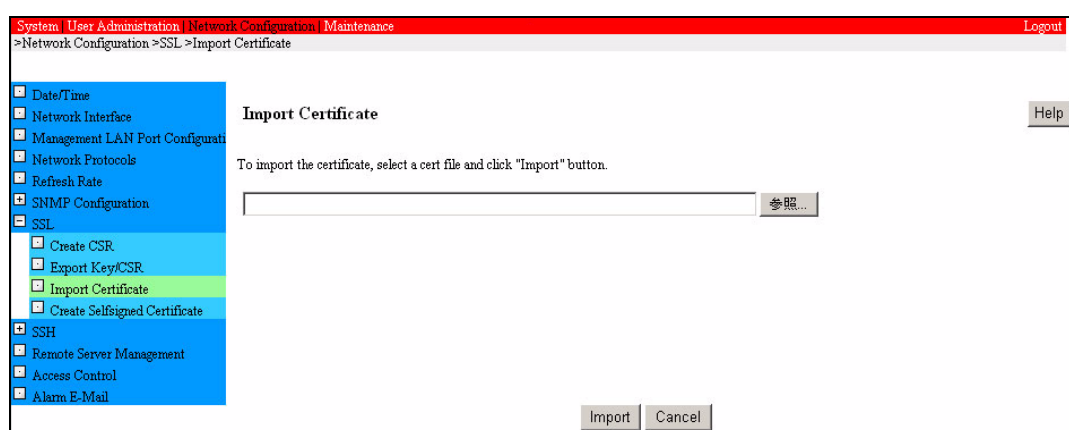 System | User Administration | Network Configuration | Maintenance Logout
>Network Configuration >SSL >Import Certificate
Date/Time
Network Interface
Management LAN Port Configurati
Network Protocols
Refresh Rate
SNMP Configuration
SSL
Create CSR
Export Key/CSR
Import Certificate
Create Selfsigned Certificate
SSH
Remote Server Management
Access Control
Alarm E-Mail
Import Certificate
Help
To import the certificate, select a cert file and click "Import" button.
参照...
Import Cancel